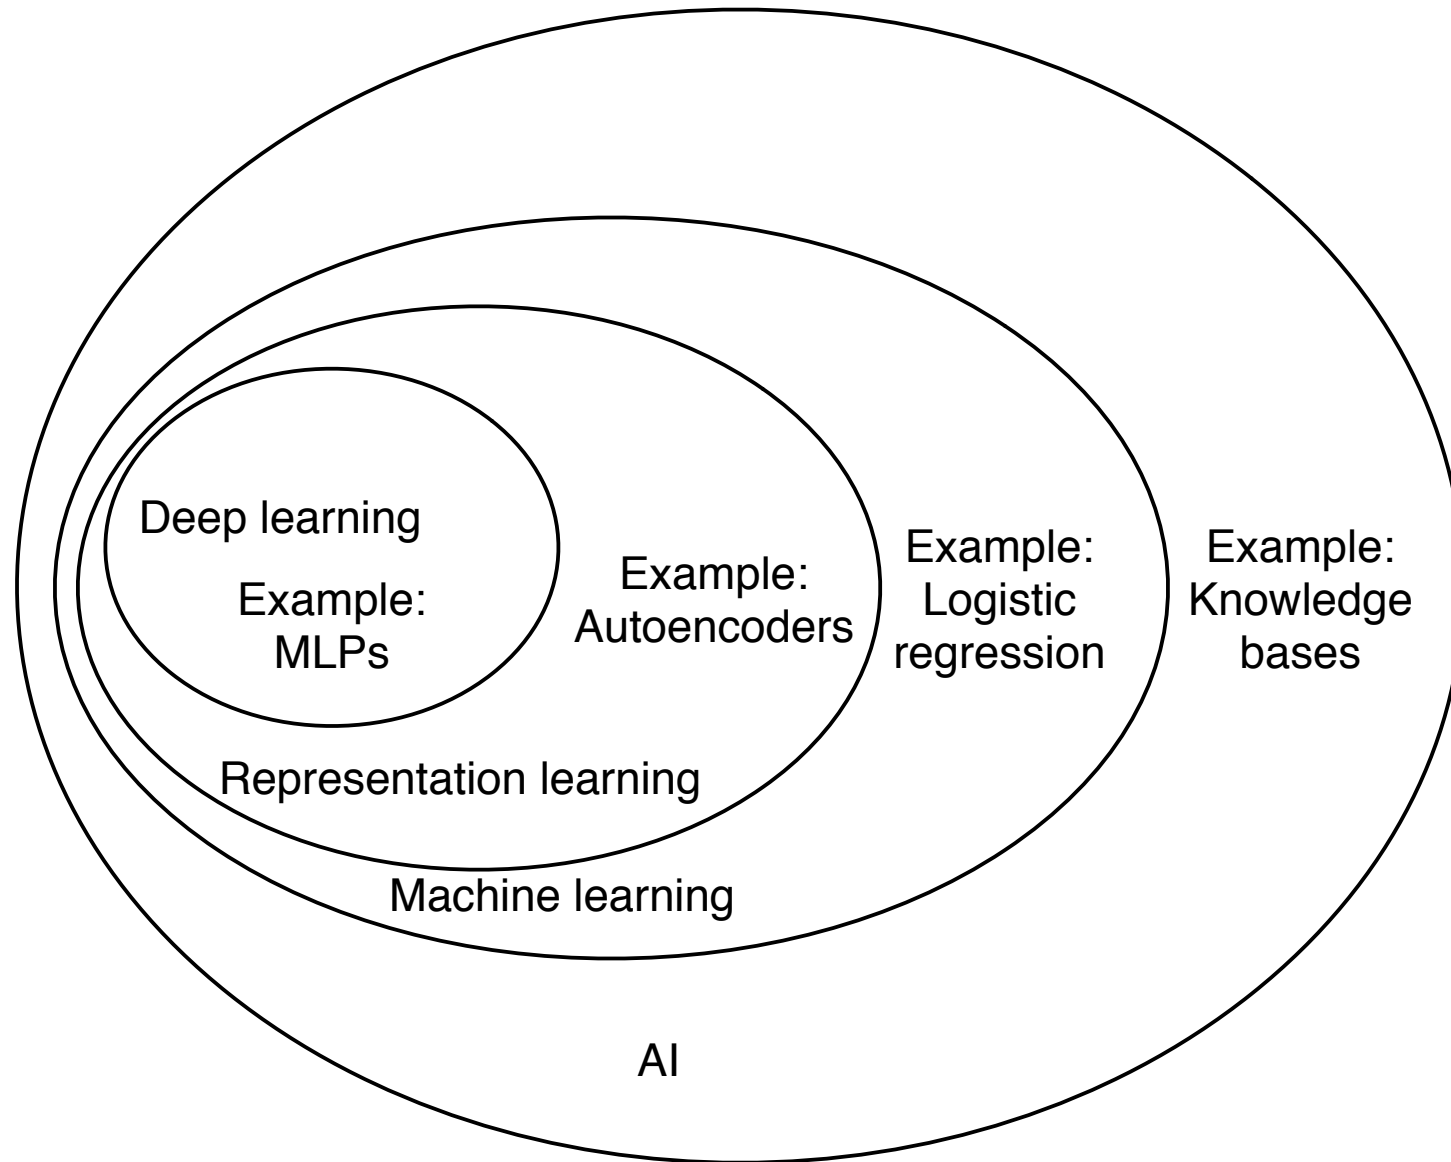 Deep learning
Example:
MLPs
Example:
Autoencoders
Example:
Logistic
regression
Example:
Knowledge
bases
Representation learning
Machine learning
AI